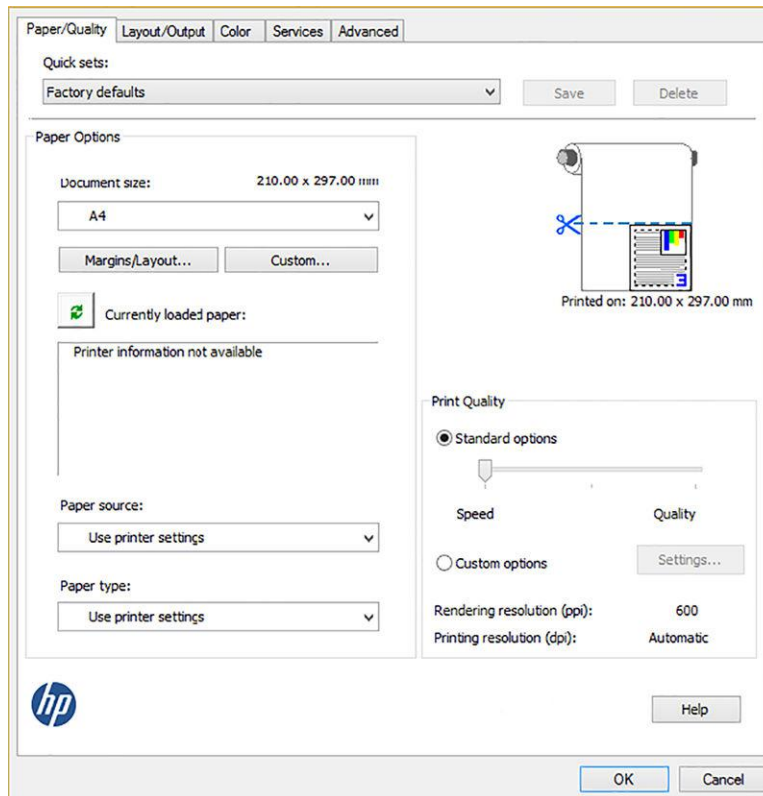 Paper/Quality Layout/Output Color Services Advanced
Quick sets:
Factory defaults Save Delete
Paper Options
Document size: 210.00 x 297.00 mm
A4
Margins/Layout... Custom...
Currently loaded paper:
Printer information not available
3
Printed on: 210.00 x 297.00 mm
Paper source:
Use printer settings
Paper type:
Use printer settings
Print Quality
Standard options
Speed Quality
Custom options Settings...
Rendering resolution (ppi): 600
Printing resolution (dpi): Automatic
hp
Help
OK Cancel